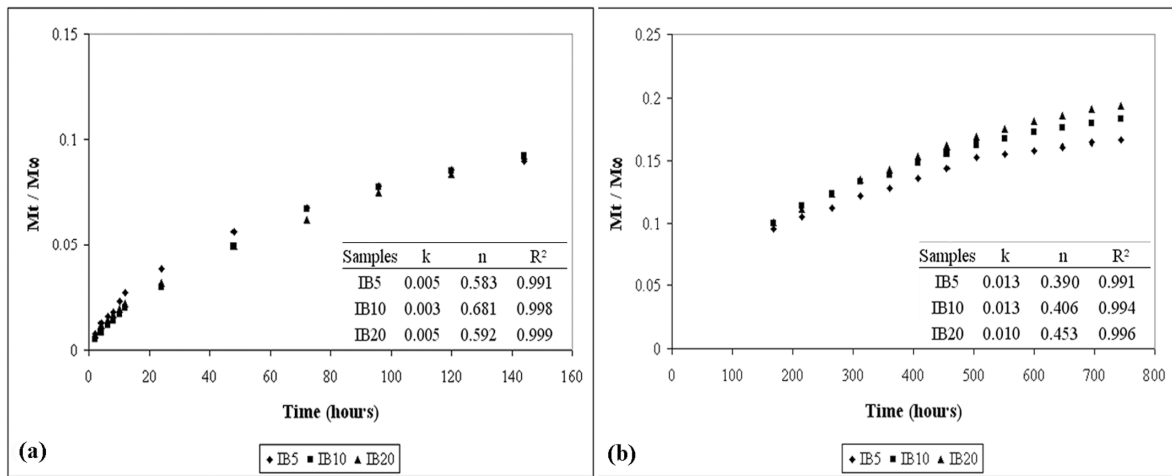 0.15
0.1
0.05
0
Mt / M∞
0 20 40 60 80 100 120 140 160
Time (hours)
Samples k n R²
IB5 0.005 0.583 0.991
IB10 0.003 0.681 0.998
IB20 0.005 0.592 0.999
(a)
IB5 IB10 IB20
0.25
0.2
0.15
0.1
0.05
0
Mt / M∞
0 100 200 300 400 500 600 700 800
Time (hours)
Samples k n R²
IB5 0.013 0.390 0.991
IB10 0.013 0.406 0.994
IB20 0.010 0.453 0.996
(b)
IB5 IB10 IB20